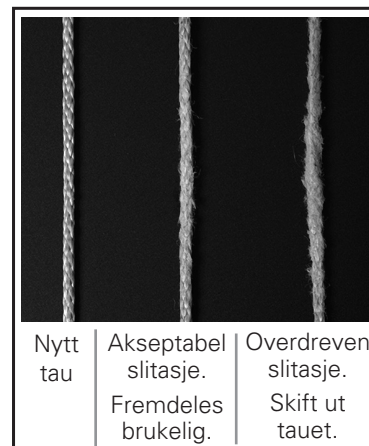 Nytt
tau
Akseptabel
slitasje.
Fremdeles
brukelig.
Overdreven
slitasje.
Skift ut
tauet.